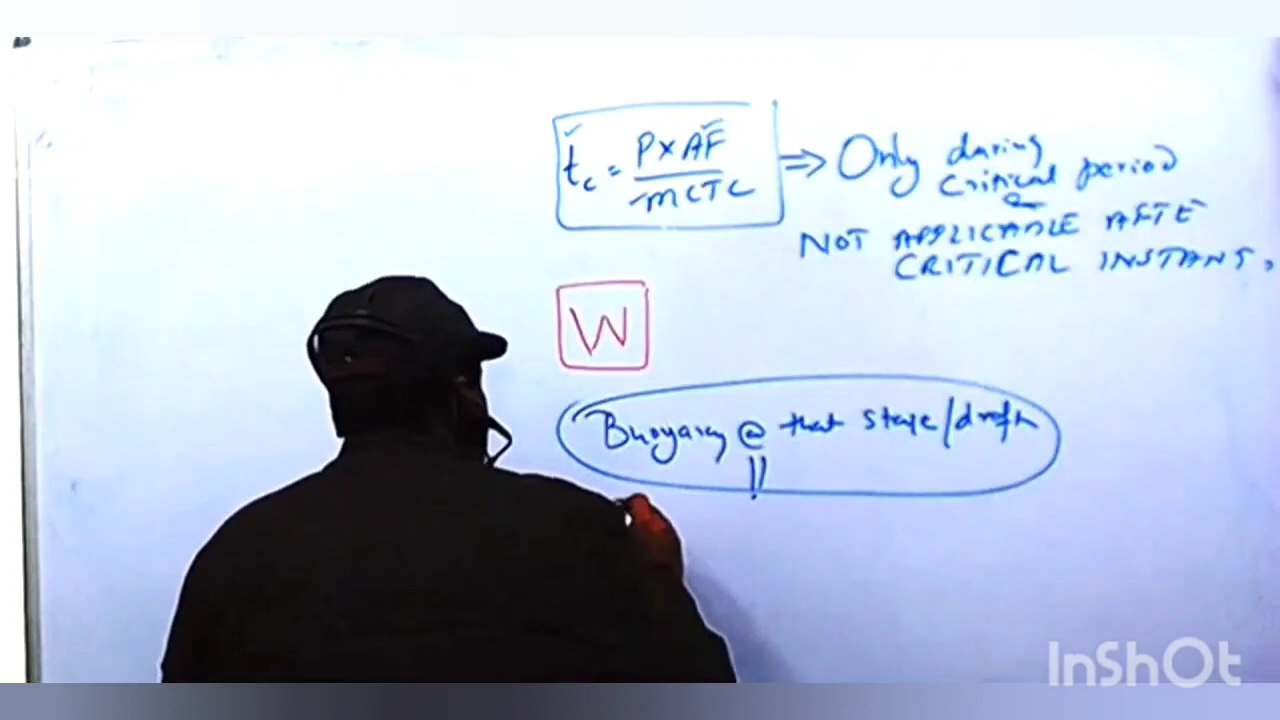 tc = P X AF / MCTC ⇒ Only during critical period
NOT APPLICABLE AFTE
CRITICAL INSTANT.
W
Buoyancy @ that stage/draft
InShOt